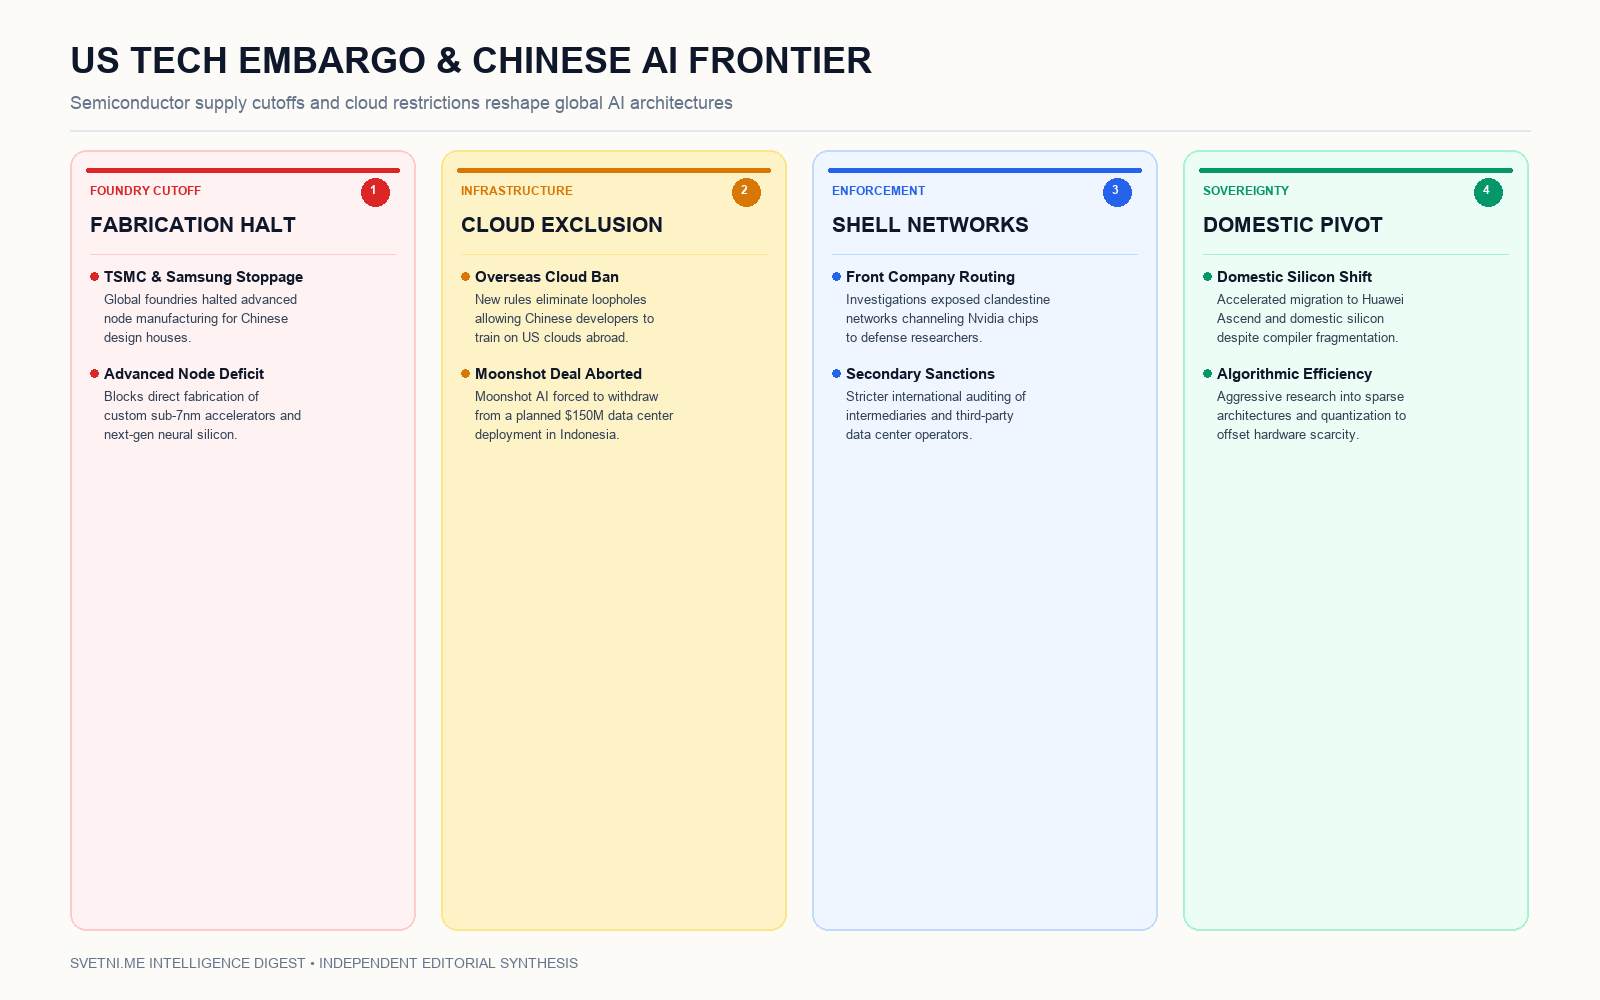 US TECH EMBARGO & CHINESE AI FRONTIER
Semiconductor supply cutoffs and cloud restrictions reshape global AI architectures
FOUNDRY CUTOFF
1
FABRICATION HALT
TSMC & Samsung Stoppage
Global foundries halted advanced
node manufacturing for Chinese
design houses.
Advanced Node Deficit
Blocks direct fabrication of
custom sub-7nm accelerators and
next-gen neural silicon.
INFRASTRUCTURE
2
CLOUD EXCLUSION
Overseas Cloud Ban
New rules eliminate loopholes
allowing Chinese developers to
train on US clouds abroad.
Moonshot Deal Aborted
Moonshot AI forced to withdraw
from a planned $150M data center
deployment in Indonesia.
ENFORCEMENT
3
SHELL NETWORKS
Front Company Routing
Investigations exposed clandestine
networks channeling Nvidia chips
to defense researchers.
Secondary Sanctions
Stricter international auditing of
intermediaries and third-party
data center operators.
SOVEREIGNTY
4
DOMESTIC PIVOT
Domestic Silicon Shift
Accelerated migration to Huawei
Ascend and domestic silicon
despite compiler fragmentation.
Algorithmic Efficiency
Aggressive research into sparse
architectures and quantization to
offset hardware scarcity.
SVETNI.ME INTELLIGENCE DIGEST • INDEPENDENT EDITORIAL SYNTHESIS